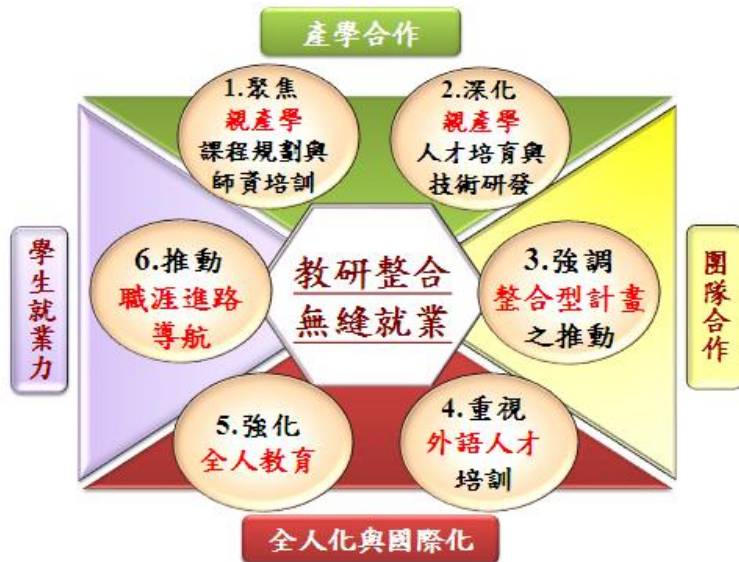 產學合作
1.聚焦
親產學
課程規劃與
師資培訓
2.深化
親產學
人才培育與
技術研發
學生就業力
6.推動
職涯進路
導航
教研整合
無縫就業
3.強調
整合型計畫
之推動
團隊合作
5.強化
全人教育
4.重視
外語人才
培訓
全人化與國際化